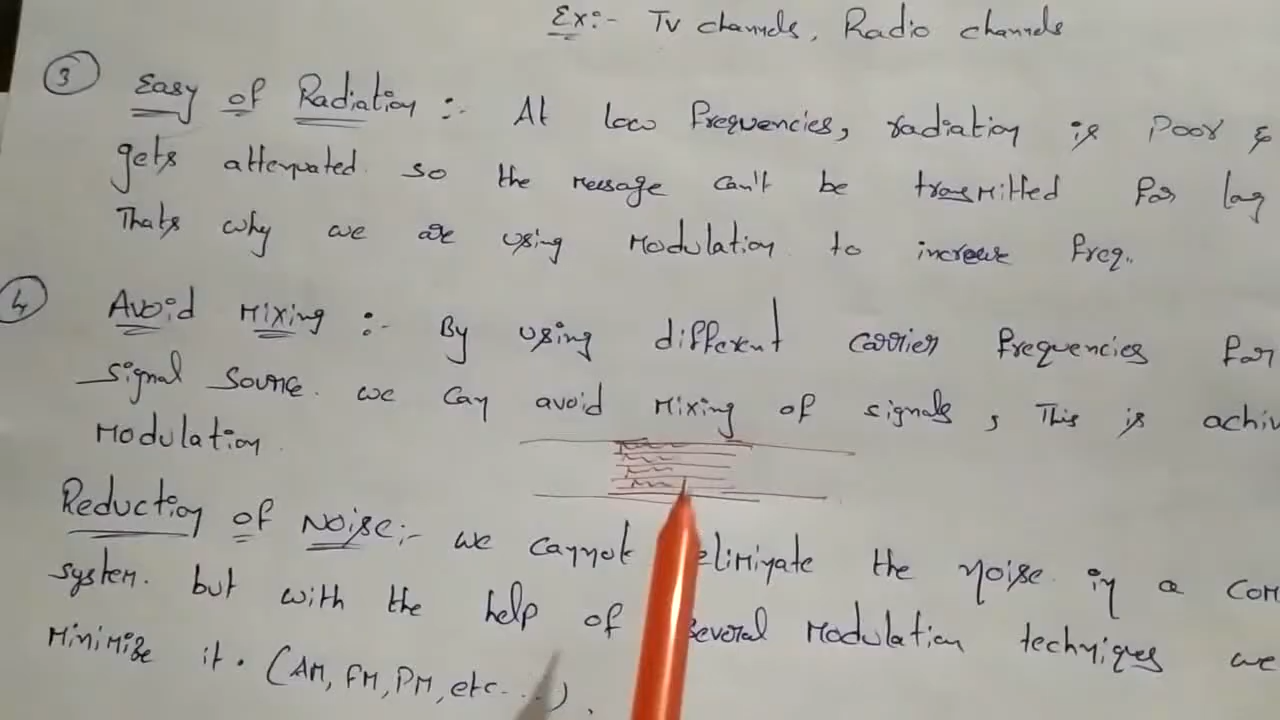 Ex:- TV channels, Radio channels
③ Easy of Radiation :- At low frequencies, radiation is poor &
gets attenuated. so the message can't be transmitted for long
Thats why we are using Modulation to increase freq..
④ Avoid Mixing :- By using different carrier frequencies for
signal source. we can avoid mixing of signals, This is achiv
Modulation.
Reduction of Noise:- we cannot eliminate the noise in a com
system. but with the help of several Modulation techniques we
Minimize it. (AM, FM, PM, etc...).